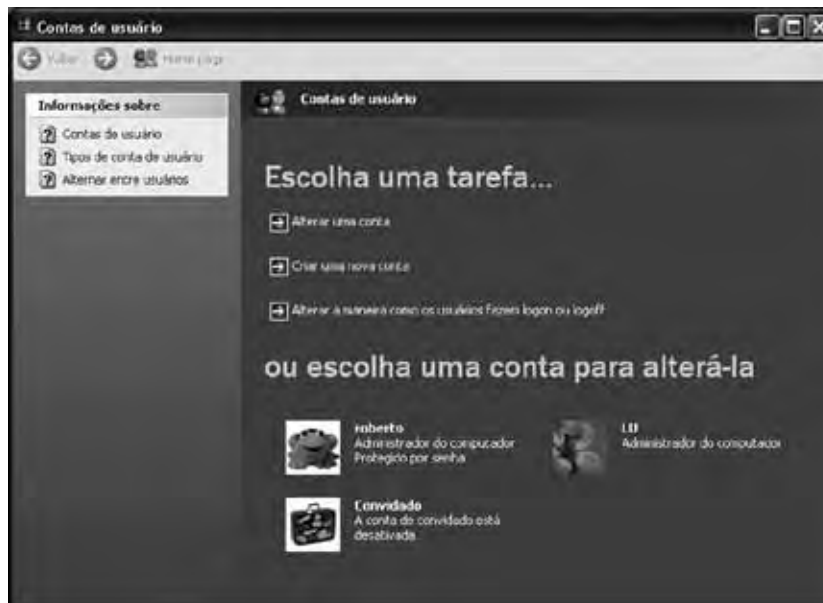 Contas de usuário
Voltar
Home page
Informações sobre
Contas de usuário
Tipos de conta de usuário
Alternar entre usuários
Contas de usuário
Escolha uma tarefa...
Alterar uma conta
Criar uma nova conta
Alterar a maneira como os usuários fazem logon ou logoff
ou escolha uma conta para alterá-la
roberto
Administrador do computador
Protegido por senha
LU
Administrador do computador
Convidado
A conta de convidado está
desativada